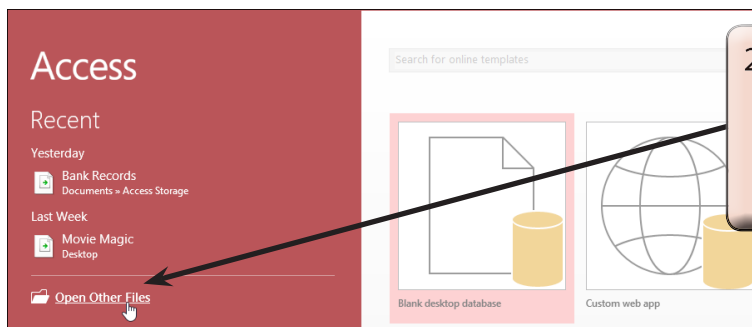 Access
Search for online templates
2
Recent
Yesterday
Bank Records
Documents » Access Storage
Last Week
Movie Magic
Desktop
Open Other Files
Blank desktop database
Custom web app